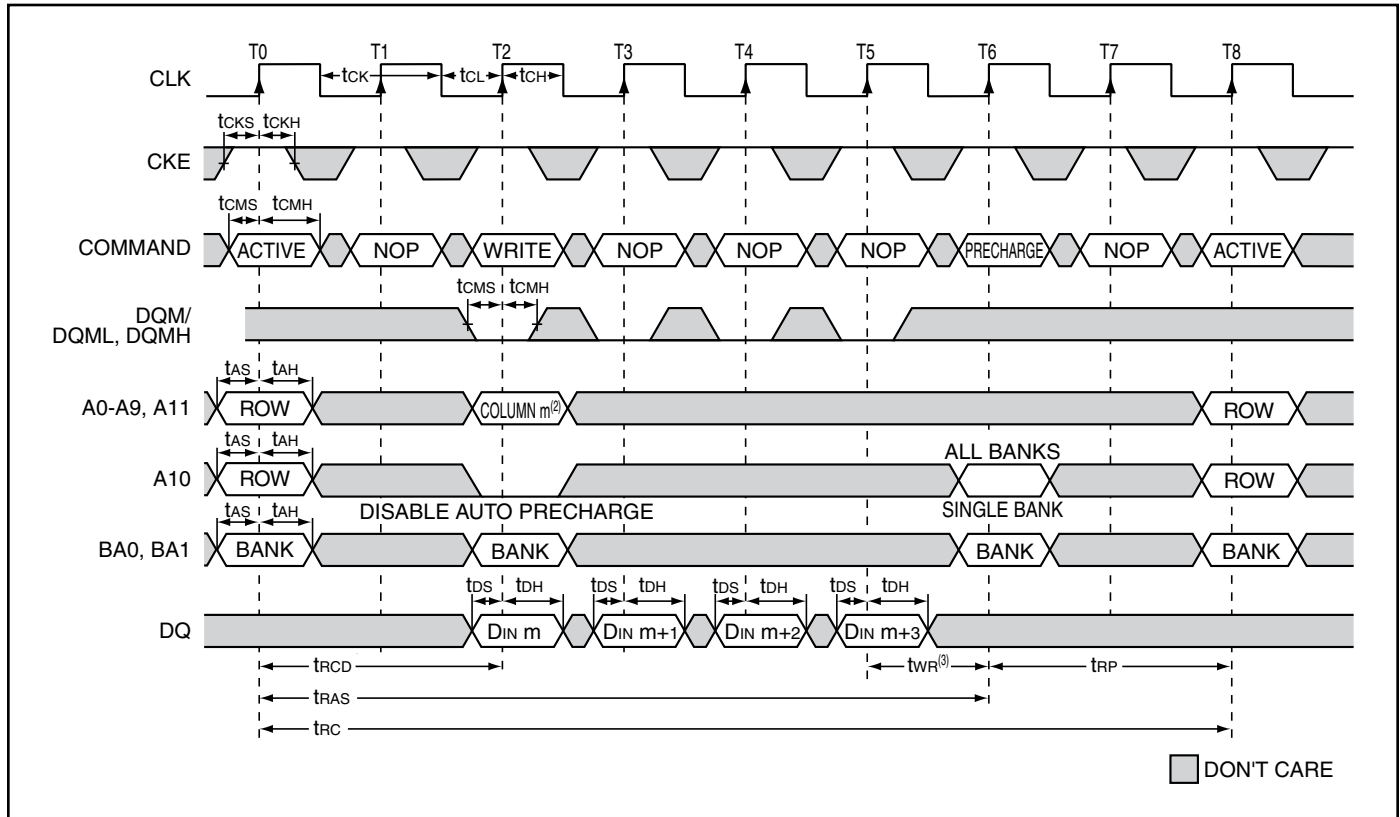 T0 T1 T2 T3 T4 T5 T6 T7 T8
CLK
tCK tCL tCH
tCKS tCKH
CKE
tCMS tCMH
COMMAND ACTIVE NOP WRITE NOP NOP NOP PRECHARGE NOP ACTIVE
tCMS tCMH
DQM/
DQML, DQMH
tAS tAH
A0-A9, A11 ROW COLUMN m(2) ROW
tAS tAH
ALL BANKS
A10 ROW ROW
DISABLE AUTO PRECHARGE SINGLE BANK
tAS tAH
BA0, BA1 BANK BANK BANK BANK
tDS tDH tDS tDH tDS tDH tDS tDH
DQ DIN m DIN m+1 DIN m+2 DIN m+3
tRCD tWR(3) tRP
tRAS
tRC
DON'T CARE